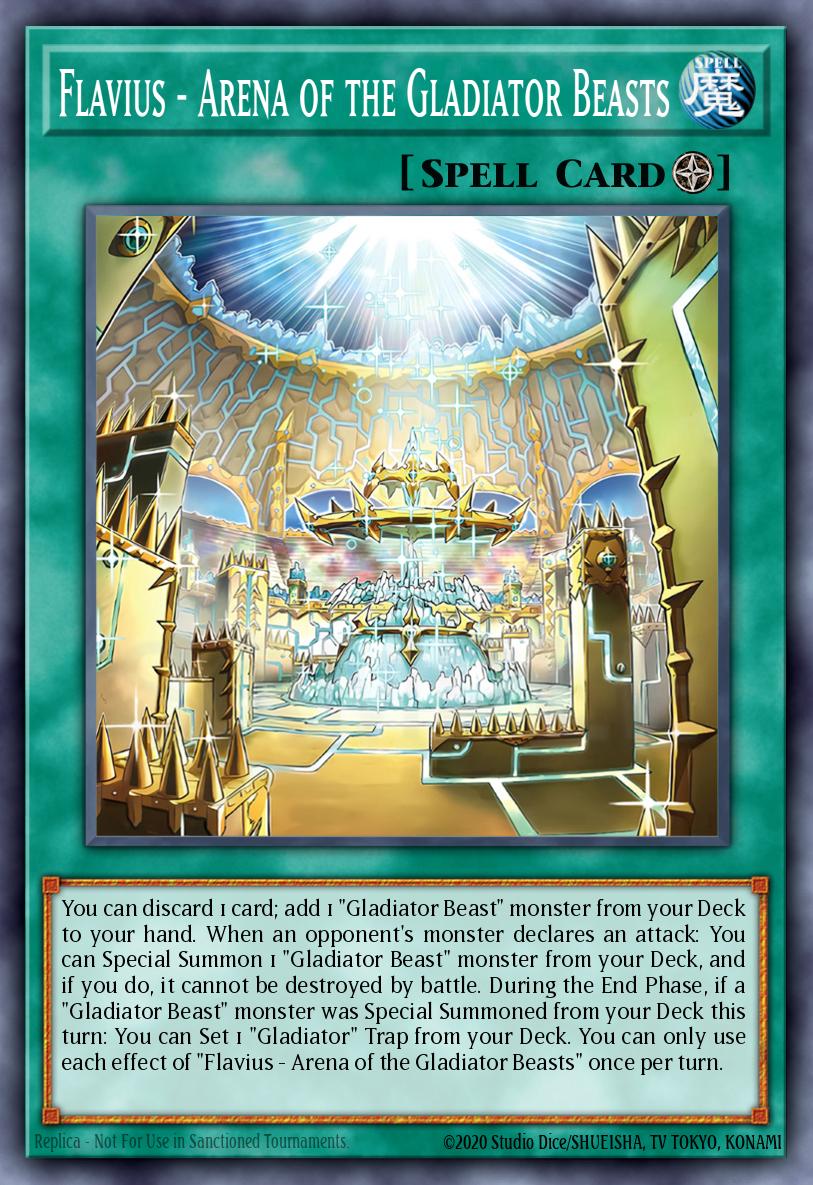 Flavius - Arena of the Gladiator Beasts
SPELL
魔
[Spell Card]
You can discard 1 card; add 1 "Gladiator Beast" monster from your Deck
to your hand. When an opponent's monster declares an attack: You
can Special Summon 1 "Gladiator Beast" monster from your Deck, and
if you do, it cannot be destroyed by battle. During the End Phase, if a
"Gladiator Beast" monster was Special Summoned from your Deck this
turn: You can Set 1 "Gladiator" Trap from your Deck. You can only use
each effect of "Flavius - Arena of the Gladiator Beasts" once per turn.
Replica - Not For Use in Sanctioned Tournaments.
©2020 Studio Dice/SHUEISHA, TV TOKYO, KONAMI